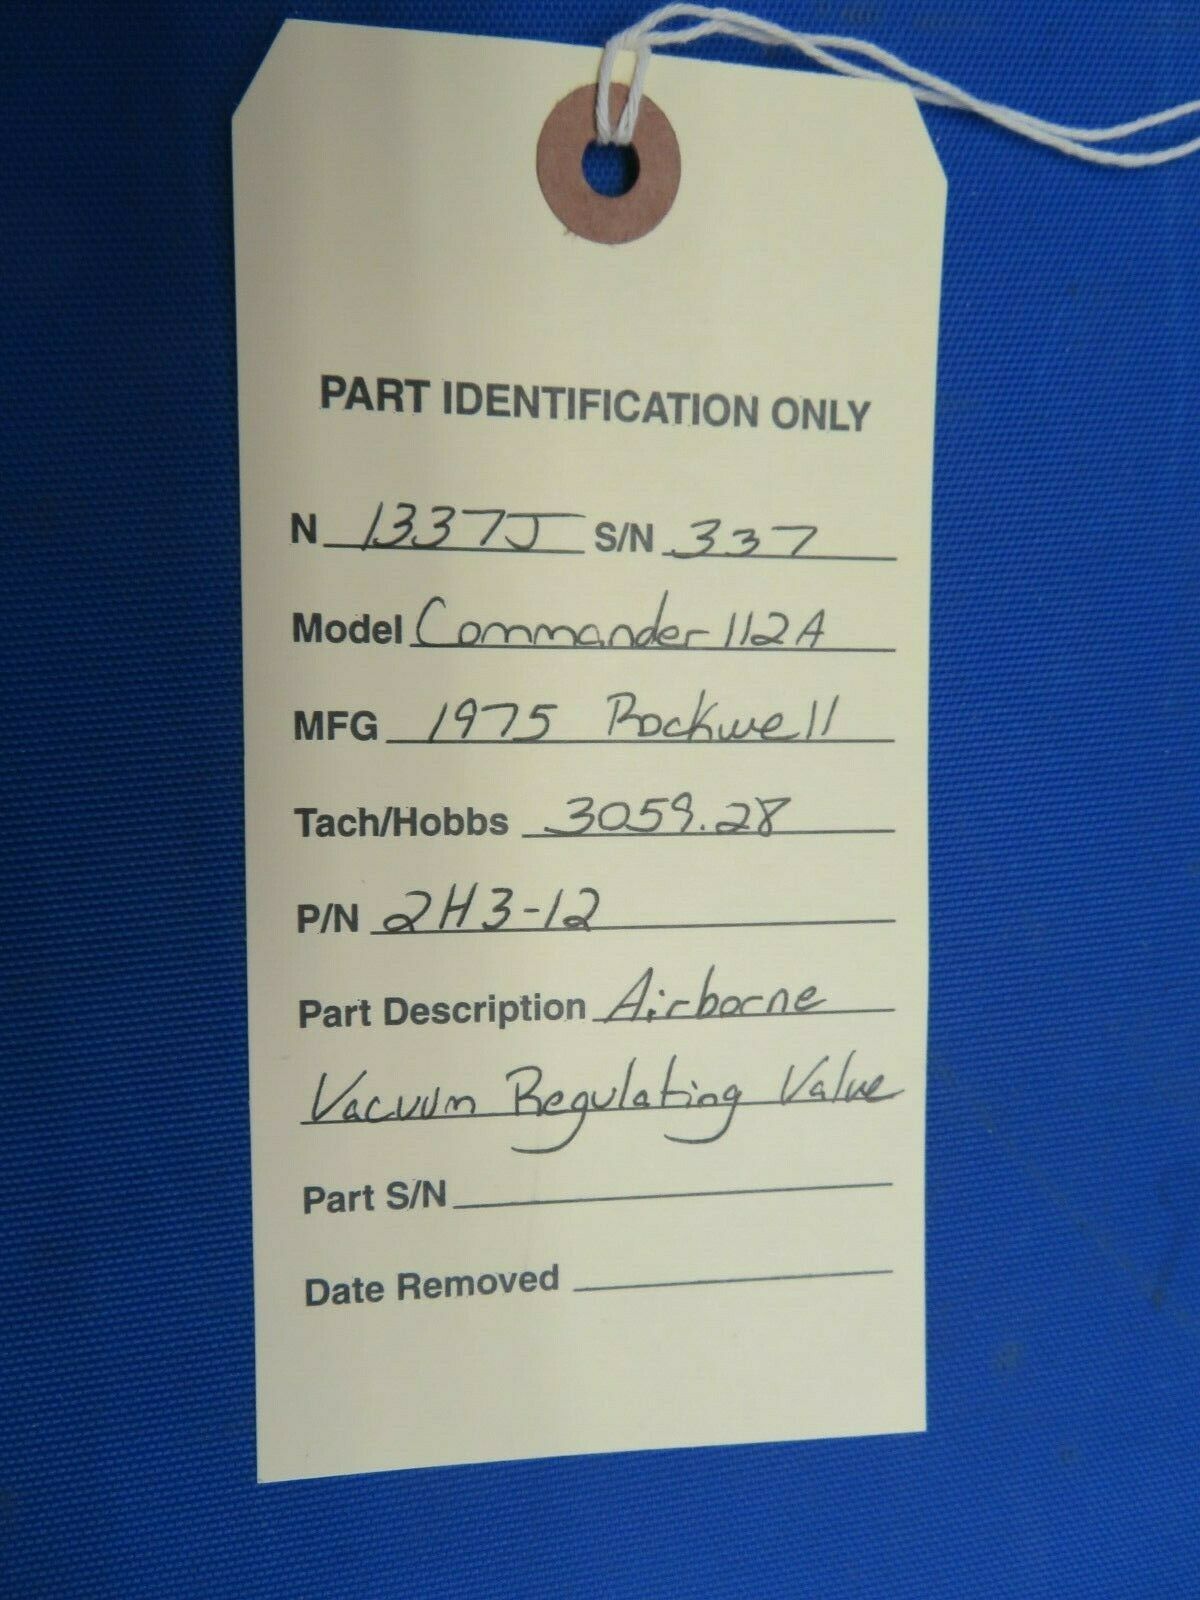 PART IDENTIFICATION ONLY
N 1337J S/N 337
Model Commander 112A
MFG 1975 Rockwell
Tach/Hobbs 3059.28
P/N 2H3-12
Part Description Airborne
Vacuum Regulating Valve
Part S/N
Date Removed